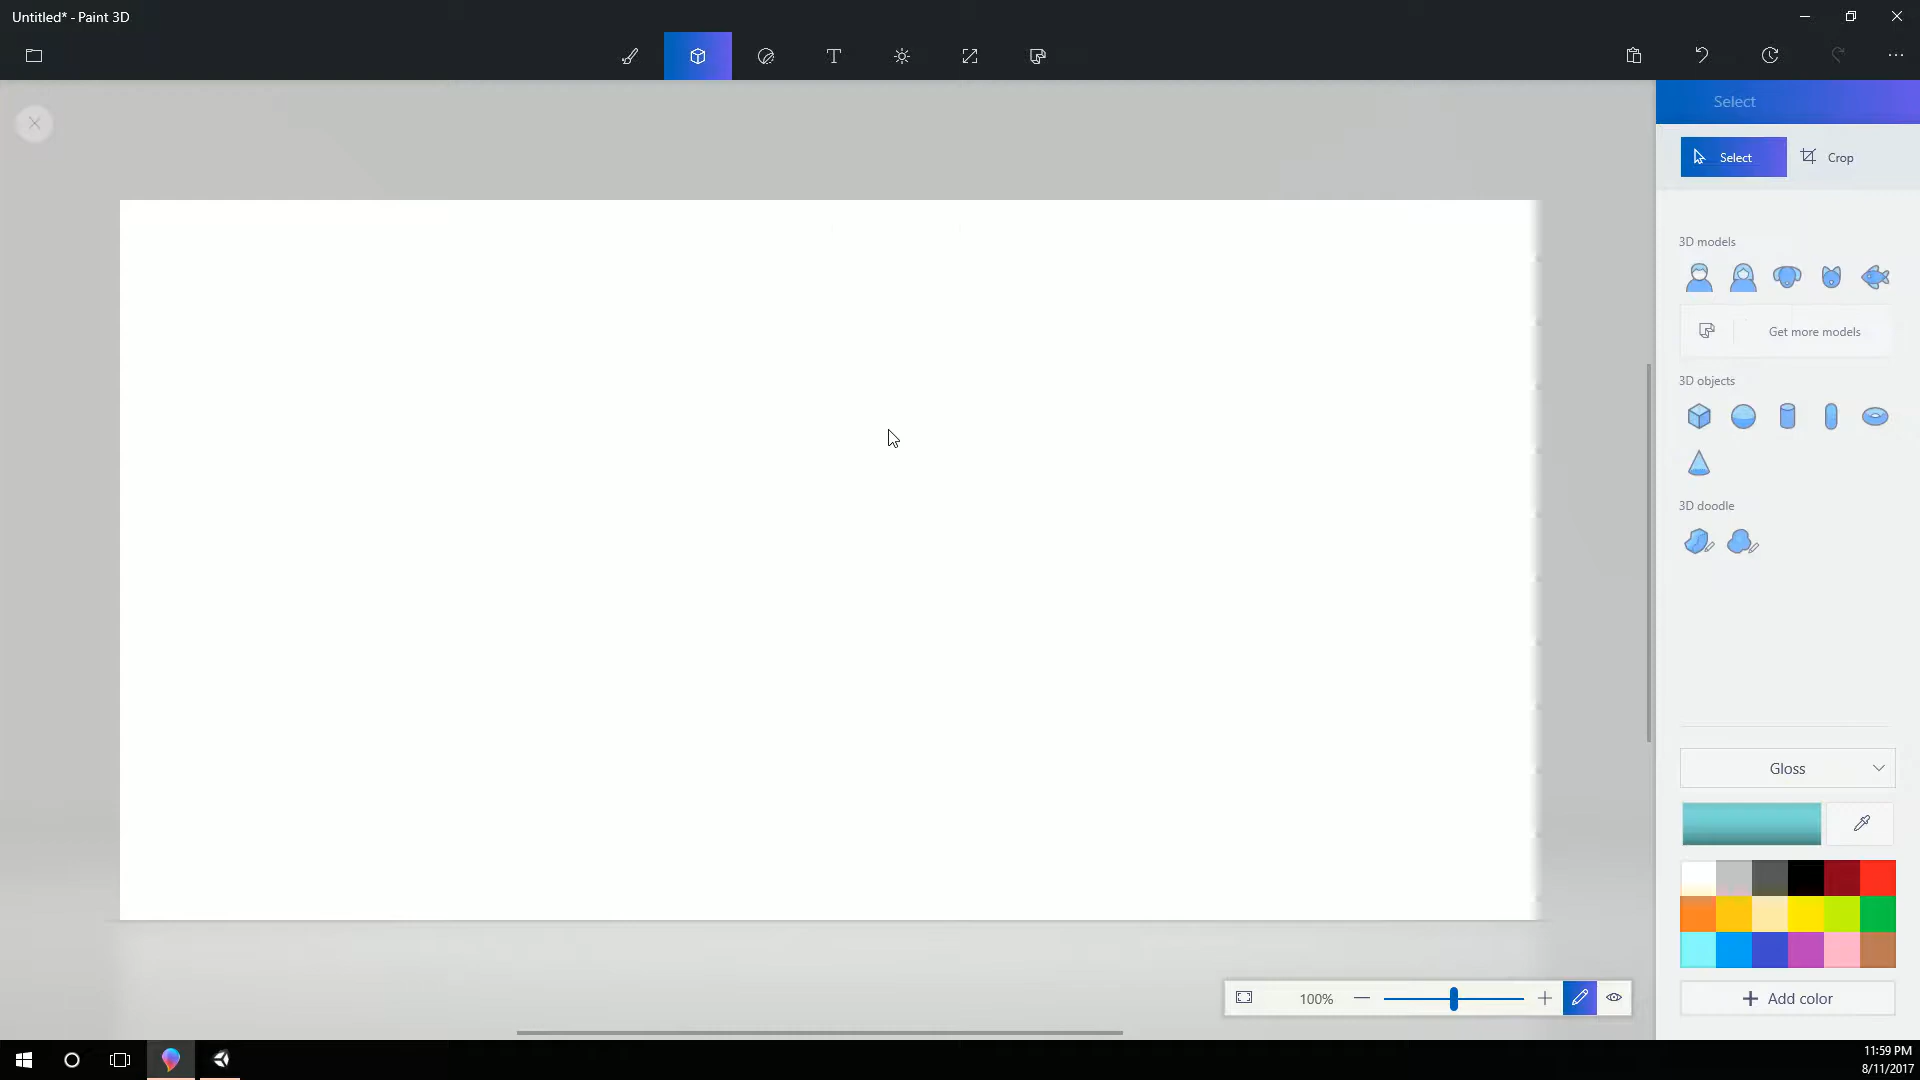 Untitled* - Paint 3D
Select
Select
Crop
3D models
Get more models
3D objects
3D doodle
Gloss
Add color
100%
11:59 PM
8/11/2017